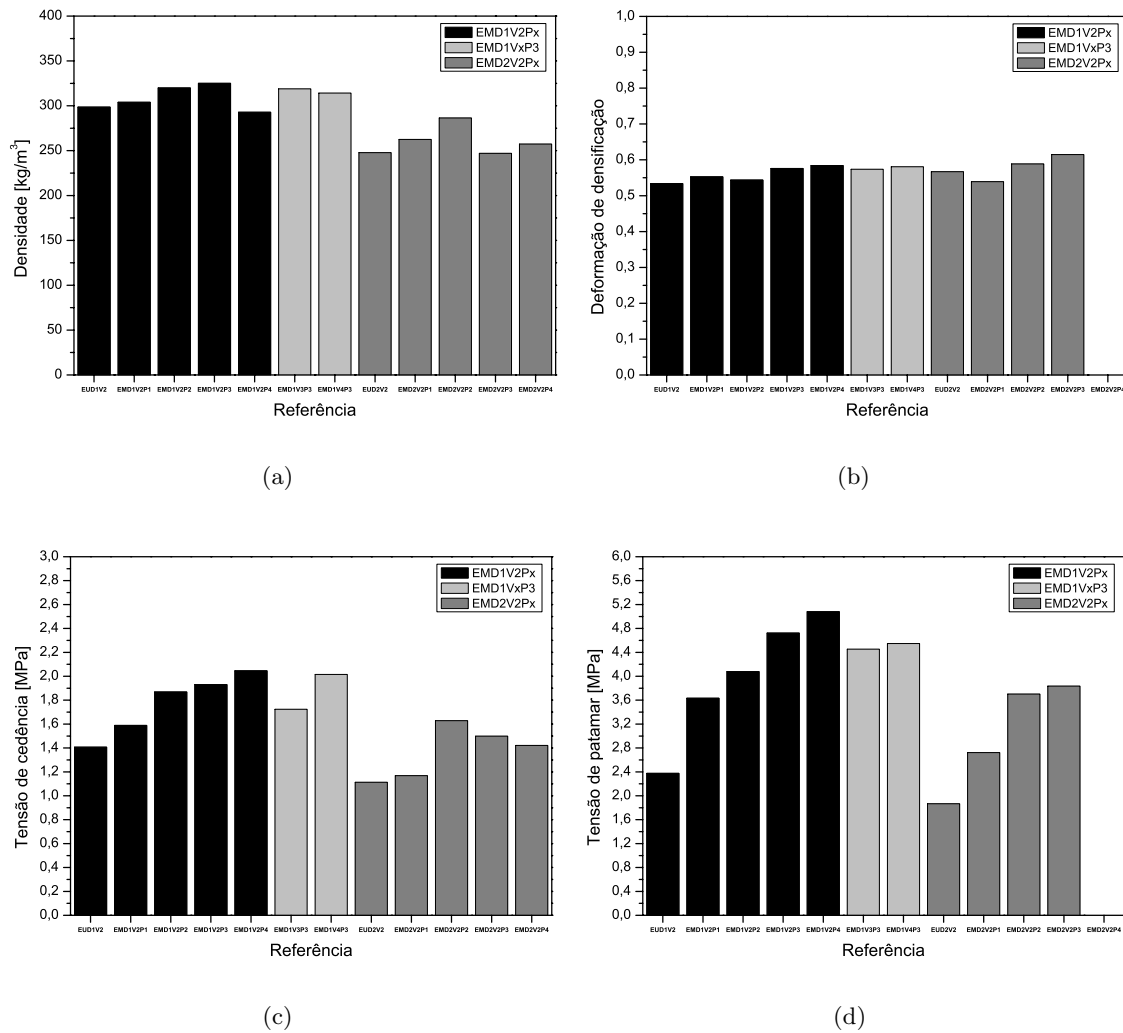 400
350
300
250
200
150
100
50
0
Densidade [kg/m³]
EMD1V2Px
EMD1VxP3
EMD2V2Px
EUD1V2 EMD1V2P1 EMD1V2P2 EMD1V2P3 EMD1V2P4 EMD1V3P3 EMD1V4P3 EUD2V2 EMD2V2P1 EMD2V2P2 EMD2V2P3 EMD2V2P4
Referência
(a)
1,0
0,9
0,8
0,7
0,6
0,5
0,4
0,3
0,2
0,1
0,0
Deformação de densificação
EMD1V2Px
EMD1VxP3
EMD2V2Px
EUD1V2 EMD1V2P1 EMD1V2P2 EMD1V2P3 EMD1V2P4 EMD1V3P3 EMD1V4P3 EUD2V2 EMD2V2P1 EMD2V2P2 EMD2V2P3 EMD2V2P4
Referência
(b)
3,0
2,8
2,6
2,4
2,2
2,0
1,8
1,6
1,4
1,2
1,0
0,8
0,6
0,4
0,2
0,0
Tensão de cedência [MPa]
EMD1V2Px
EMD1VxP3
EMD2V2Px
EUD1V2 EMD1V2P1 EMD1V2P2 EMD1V2P3 EMD1V2P4 EMD1V3P3 EMD1V4P3 EUD2V2 EMD2V2P1 EMD2V2P2 EMD2V2P3 EMD2V2P4
Referência
(c)
6,0
5,6
5,2
4,8
4,4
4,0
3,6
3,2
2,8
2,4
2,0
1,6
1,2
0,8
0,4
0,0
Tensão de patamar [MPa]
EMD1V2Px
EMD1VxP3
EMD2V2Px
EUD1V2 EMD1V2P1 EMD1V2P2 EMD1V2P3 EMD1V2P4 EMD1V3P3 EMD1V4P3 EUD2V2 EMD2V2P1 EMD2V2P2 EMD2V2P3 EMD2V2P4
Referência
(d)